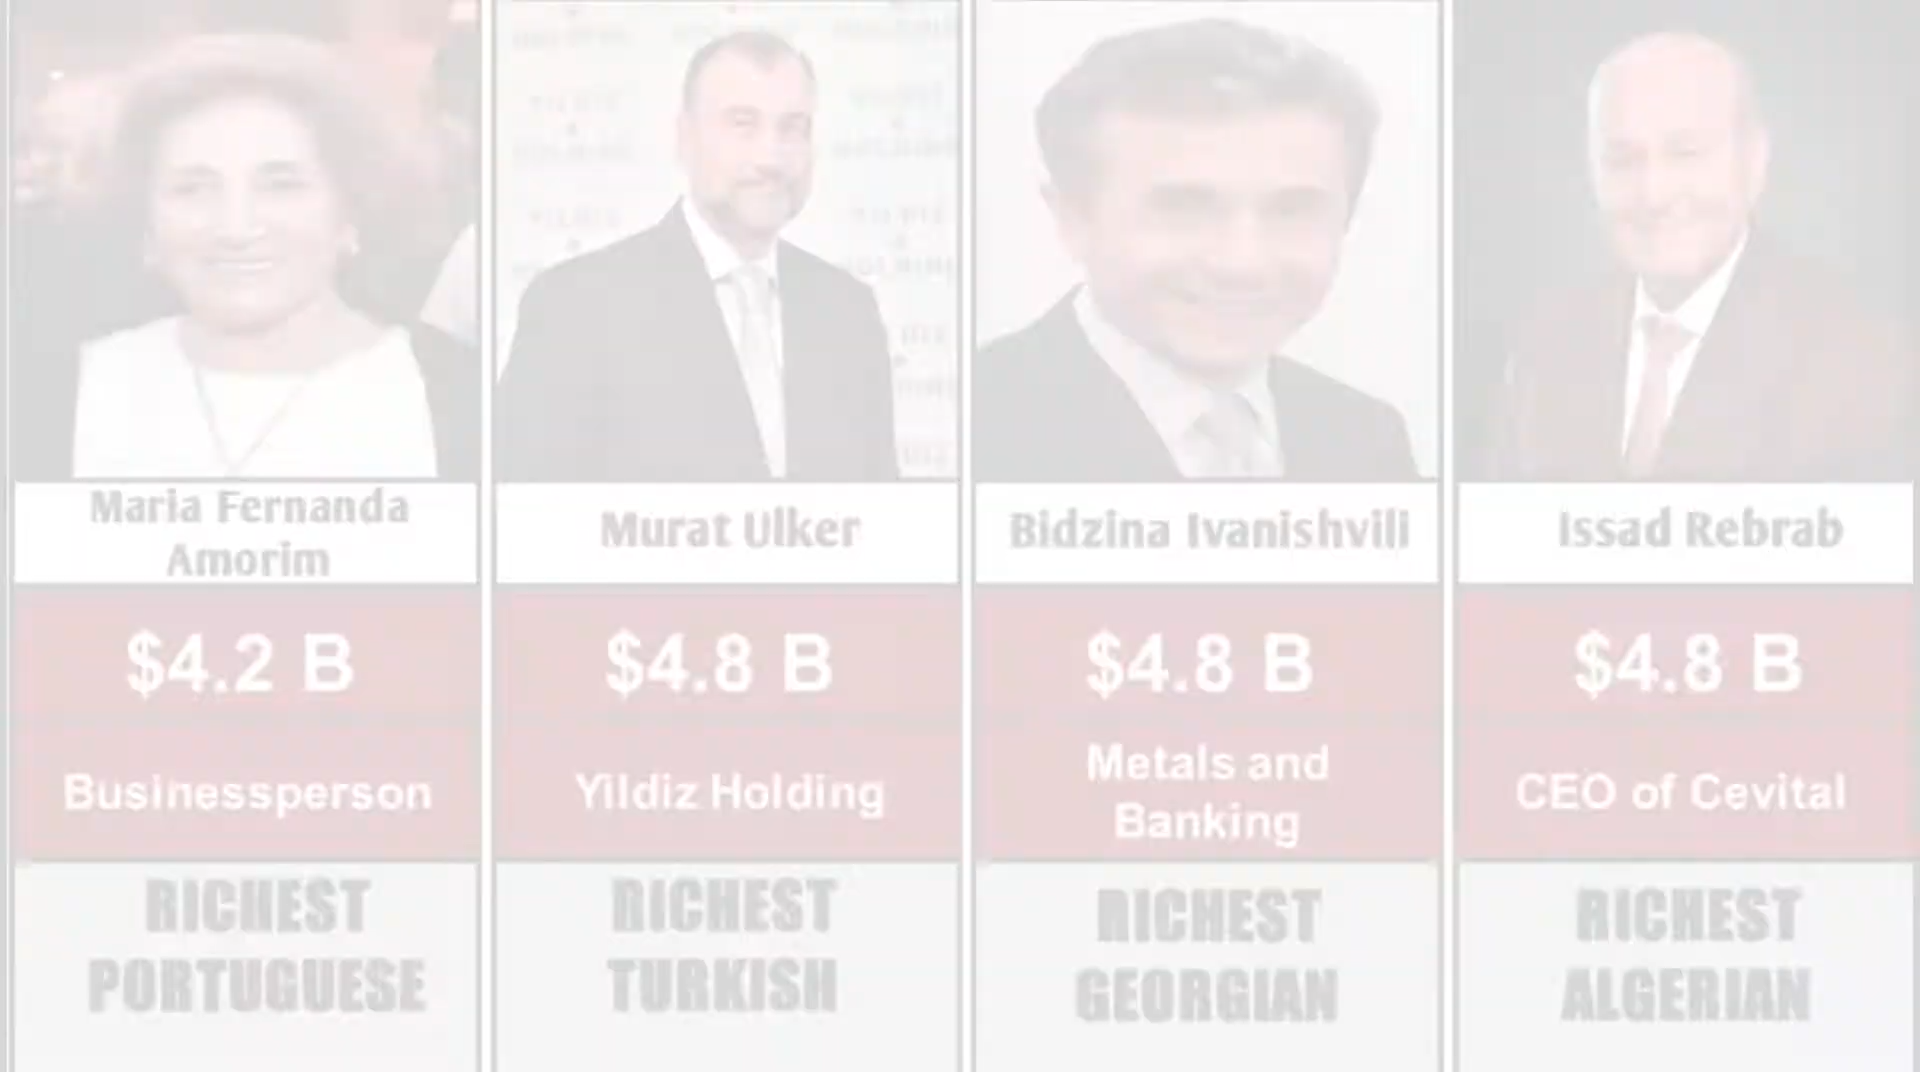 Maria Fernanda
Amorim
$4.2 B
Businessperson
RICHEST
PORTUGUESE
Murat Ulker
$4.8 B
Yildiz Holding
RICHEST
TURKISH
Bidzina Ivanishvili
$4.8 B
Metals and
Banking
RICHEST
GEORGIAN
Issad Rebrab
$4.8 B
CEO of Cevital
RICHEST
ALGERIAN